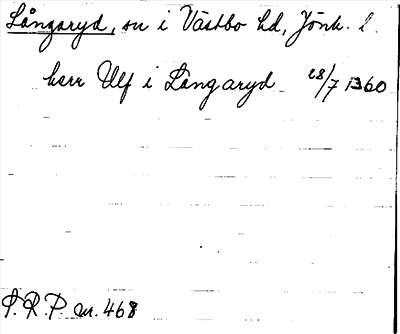 Långaryd, sn i Västbo hd, Jönk. l.
herr Ulf i Långaryd 28/7 1360
S.R.P. nr. 468